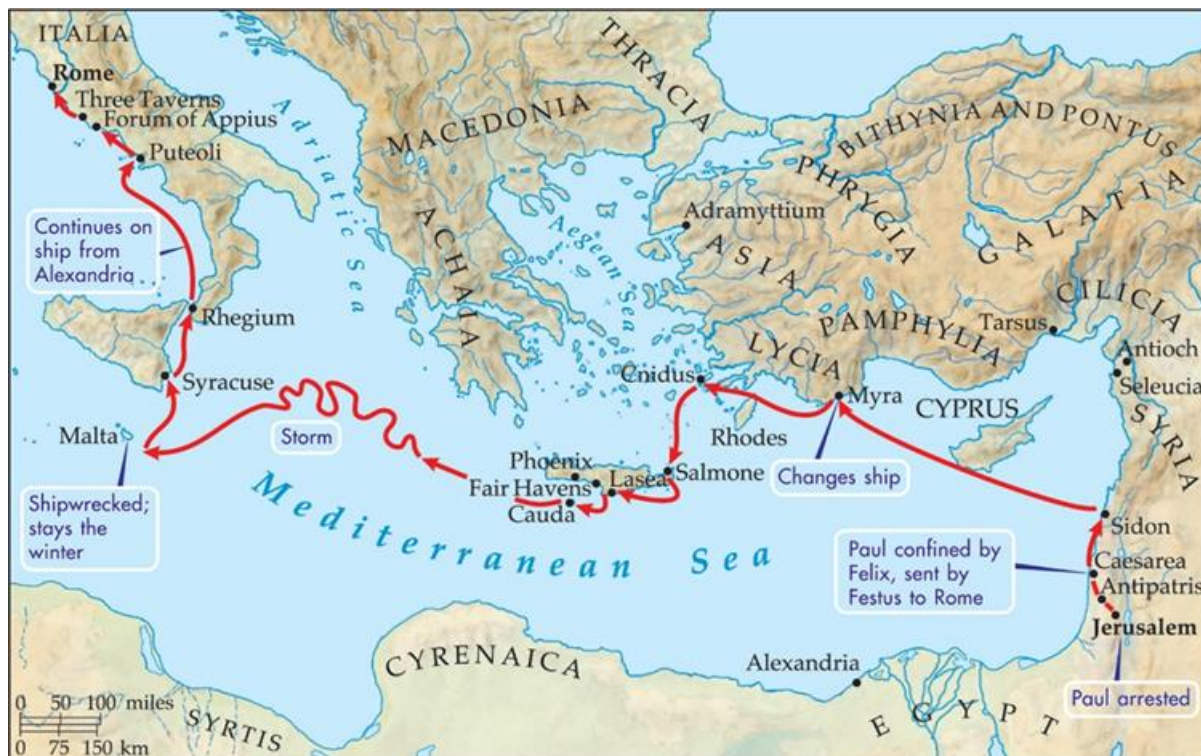 ITALIA
Rome
Three Taverns
Forum of Appius
Puteoli
Adriatic Sea
MACEDONIA
THRACIA
BITHYNIA AND PONTUS
PHRYGIA
GALATIA
Adramyttium
ASIA
Aegean Sea
ACHAIA
Continues on
ship from
Alexandria
Rhegium
Syracuse
Malta
Shipwrecked;
stays the
winter
Storm
LYCIA
PAMPHYLIA
CILICIA
Tarsus
Antioch
Seleucia
SYRIA
Cnidus
Myra
CYPRUS
Rhodes
Changes ship
Phoenix
Fair Havens
Lasea
Salmone
Cauda
Mediterranean Sea
Sidon
Paul confined by
Felix, sent by
Festus to Rome
Caesarea
Antipatris
Jerusalem
Paul arrested
Alexandria
EGYPT
CYRENAICA
SYRTIS
0 50 100 miles
0 75 150 km